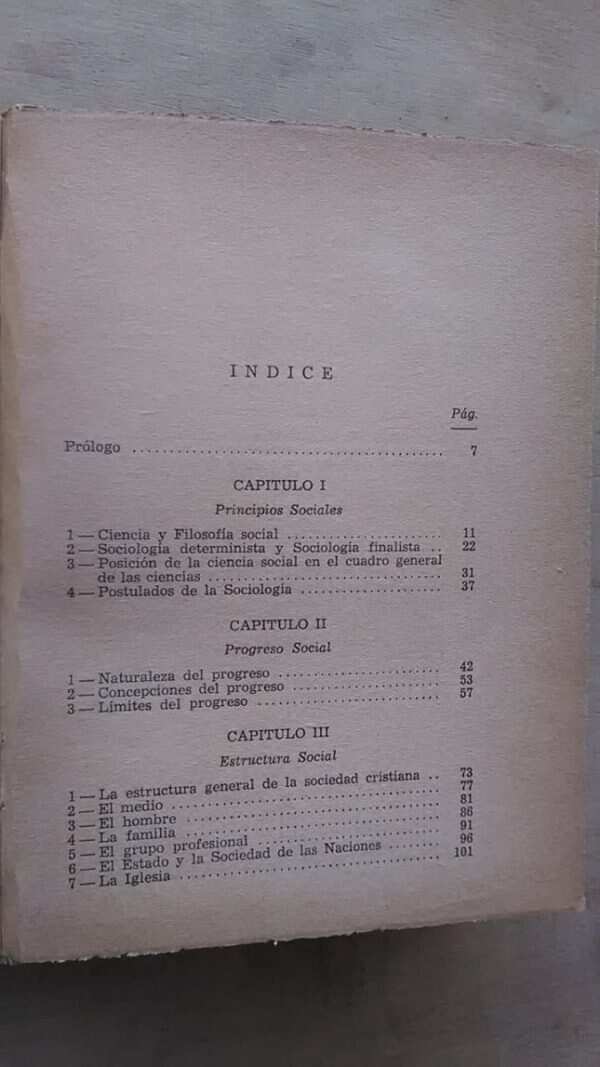 INDICE
Pág.
Prólogo ............................................ 7
CAPITULO I
Principios Sociales
1 — Ciencia y Filosofía social ...................... 11
2 — Sociología determinista y Sociología finalista .. 22
3 — Posición de la ciencia social en el cuadro general
de las ciencias ................................. 31
4 — Postulados de la Sociología ..................... 37
CAPITULO II
Progreso Social
1 — Naturaleza del progreso ........................ 42
2 — Concepciones del progreso ...................... 53
3 — Límites del progreso ........................... 57
CAPITULO III
Estructura Social
1 — La estructura general de la sociedad cristiana .. 73
2 — El medio ....................................... 77
3 — El hombre ...................................... 81
4 — La familia ..................................... 86
5 — El grupo profesional ........................... 91
6 — El Estado y la Sociedad de las Naciones ........ 96
7 — La Iglesia ..................................... 101